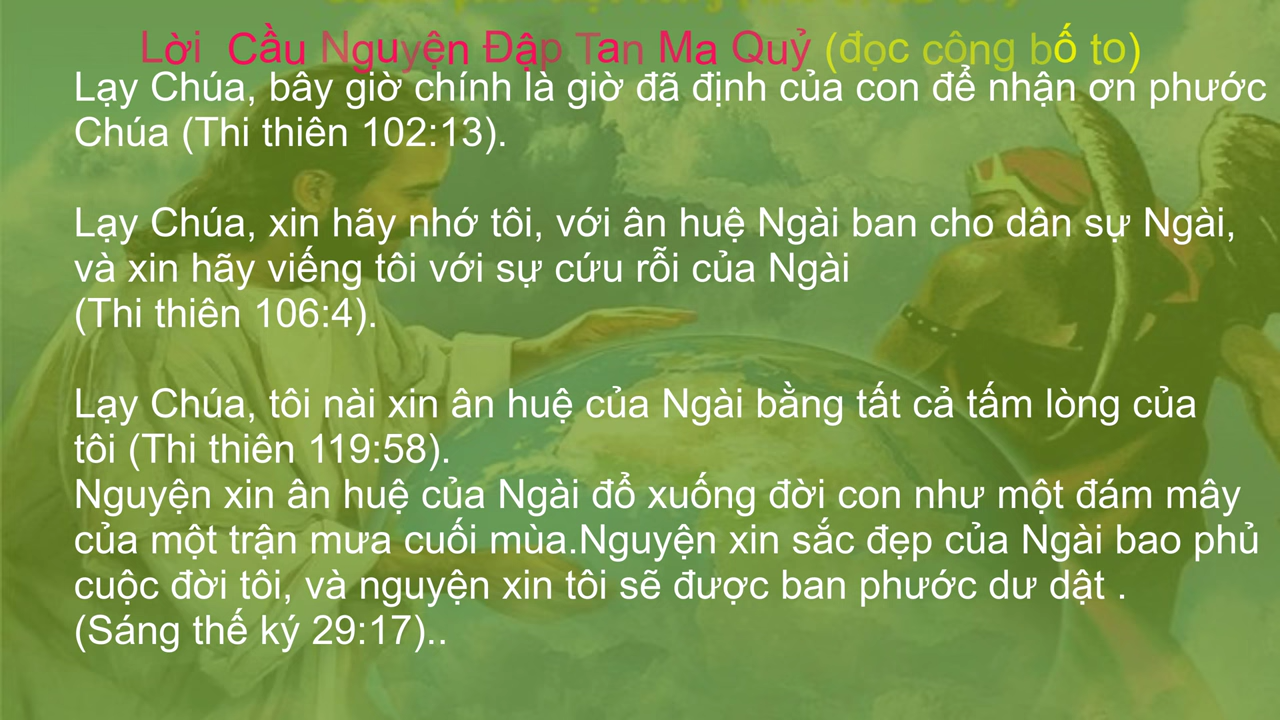 Lời Cầu Nguyện Đập Tan Ma Quỷ (đọc công bố to)
Lạy Chúa, bây giờ chính là giờ đã định của con để nhận ơn phước
Chúa (Thi thiên 102:13).
Lạy Chúa, xin hãy nhớ tôi, với ân huệ Ngài ban cho dân sự Ngài,
và xin hãy viếng tôi với sự cứu rỗi của Ngài
(Thi thiên 106:4).
Lạy Chúa, tôi nài xin ân huệ của Ngài bằng tất cả tấm lòng của
tôi (Thi thiên 119:58).
Nguyện xin ân huệ của Ngài đổ xuống đời con như một đám mây
của một trận mưa cuối mùa.Nguyện xin sắc đẹp của Ngài bao phủ
cuộc đời tôi, và nguyện xin tôi sẽ được ban phước dư dật .
(Sáng thế ký 29:17)..